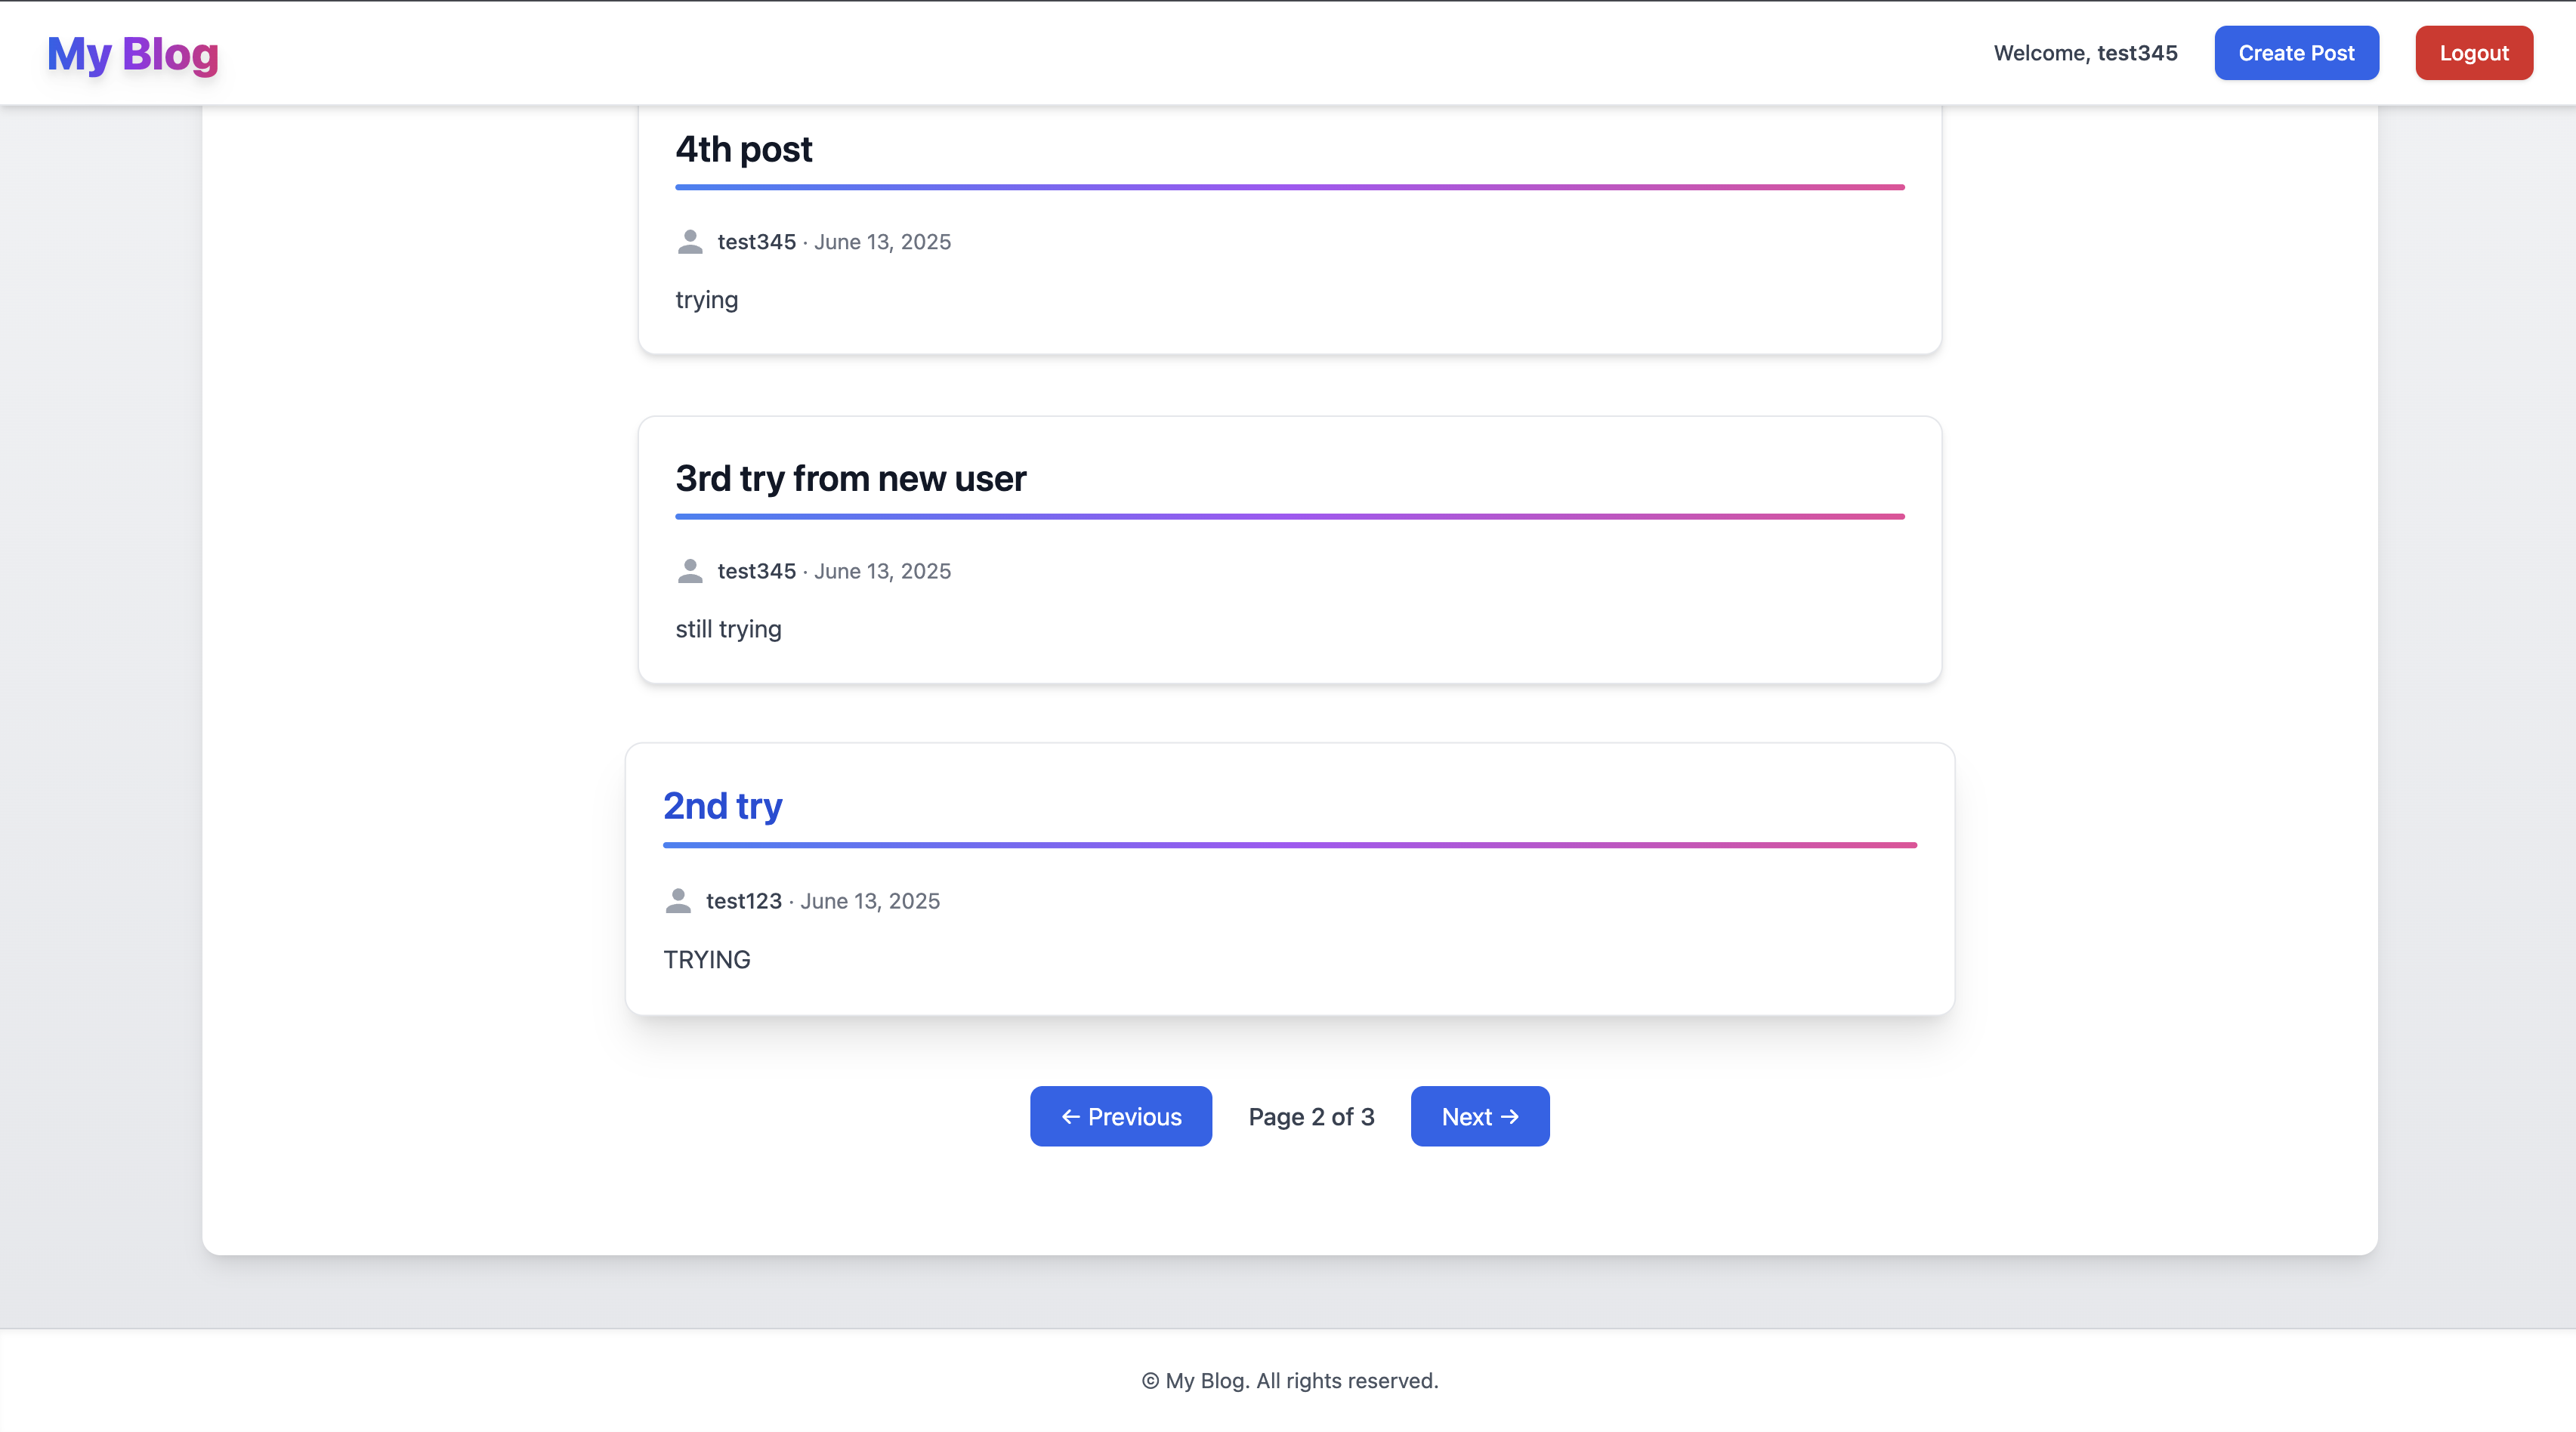 My Blog
Welcome, test345
Create Post
Logout
4th post
test345 · June 13, 2025
trying
3rd try from new user
test345 · June 13, 2025
still trying
2nd try
test123 · June 13, 2025
TRYING
← Previous
Page 2 of 3
Next →
© My Blog. All rights reserved.